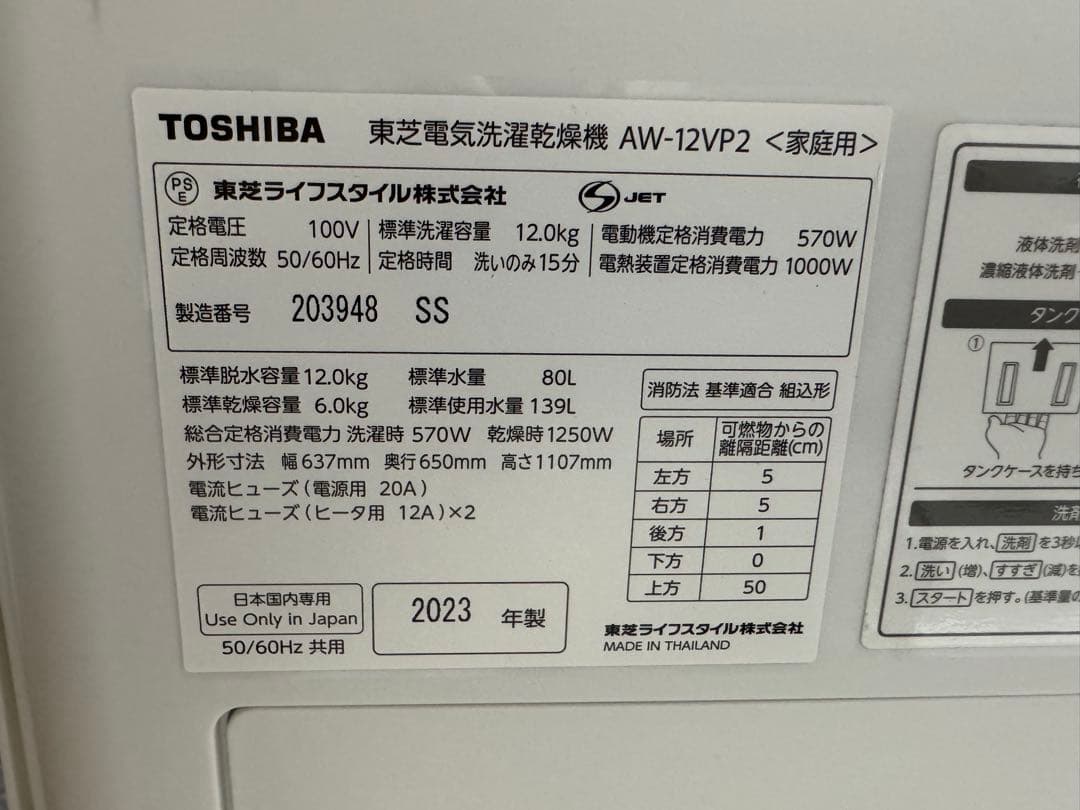 TOSHIBA 東芝電気洗濯乾燥機 AW-12VP2 <家庭用>
PSE 東芝ライフスタイル株式会社 S JET
定格電圧 100V 標準洗濯容量 12.0kg 電動機定格消費電力 570W
定格周波数 50/60Hz 定格時間 洗いのみ15分 電熱装置定格消費電力 1000W
製造番号 203948 SS
標準脱水容量 12.0kg 標準水量 80L
標準乾燥容量 6.0kg 標準使用水量 139L
総合定格消費電力 洗濯時 570W 乾燥時1250W
外形寸法 幅637mm 奥行650mm 高さ1107mm
電流ヒューズ(電源用 20A)
電流ヒューズ(ヒータ用 12A)×2
消防法 基準適合 組込形
場所 可燃物からの
離隔距離(cm)
左方 5
右方 5
後方 1
下方 0
上方 50
日本国内専用
Use Only in Japan
50/60Hz 共用
2023 年製
東芝ライフスタイル株式会社
MADE IN THAILAND
液体洗剤
濃縮液体洗剤
タンク
①
タンクケースを持ち
洗剤
1.電源を入れ、洗剤を3秒
2.洗い(増)、すすぎ(減)を
3.スタートを押す。(基準量の